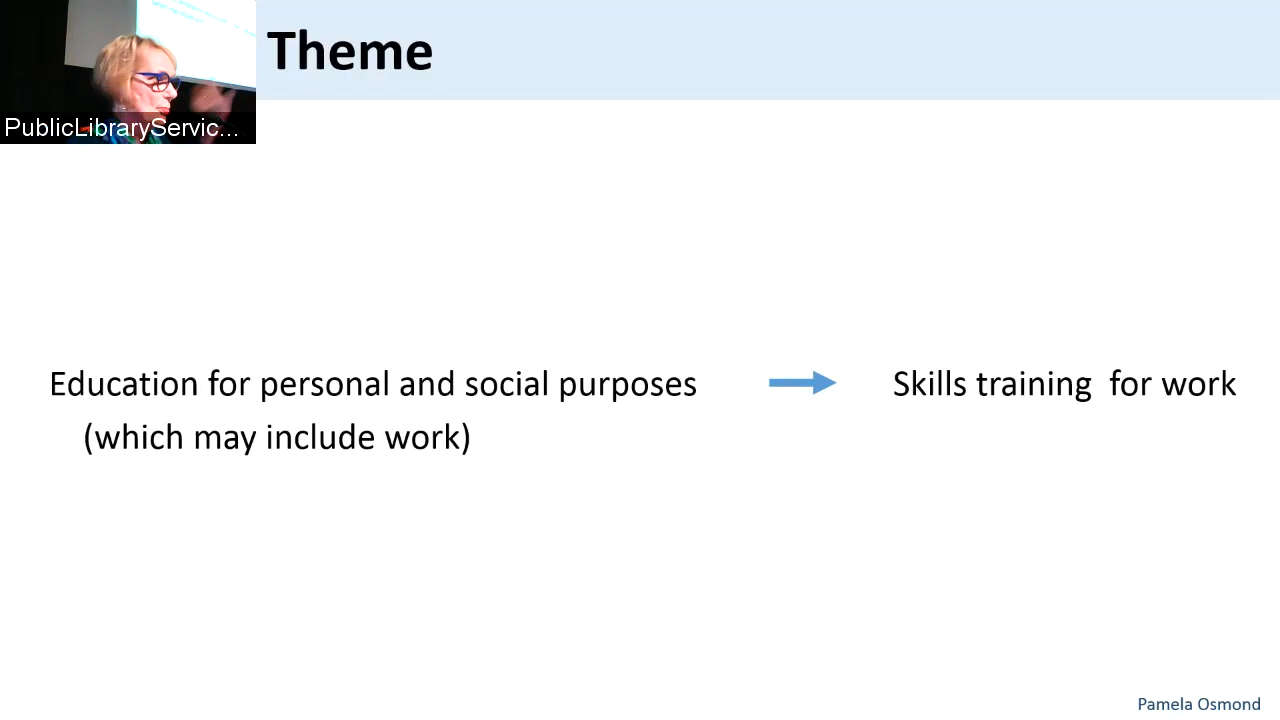 Theme
PublicLibraryServic...
Education for personal and social purposes
(which may include work)
Skills training for work
Pamela Osmond